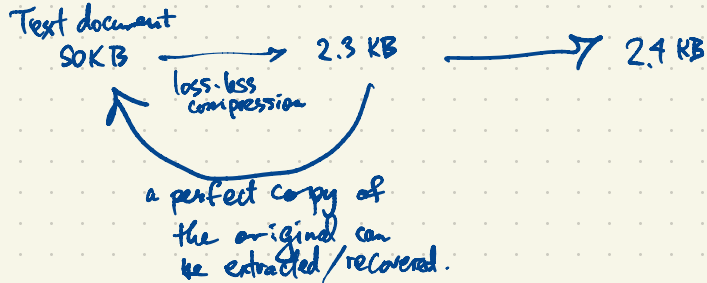 Text document
50KB → 2.3 KB → 2.4 KB
loss-less
compression
a perfect copy of
the original can
be extracted/recovered.